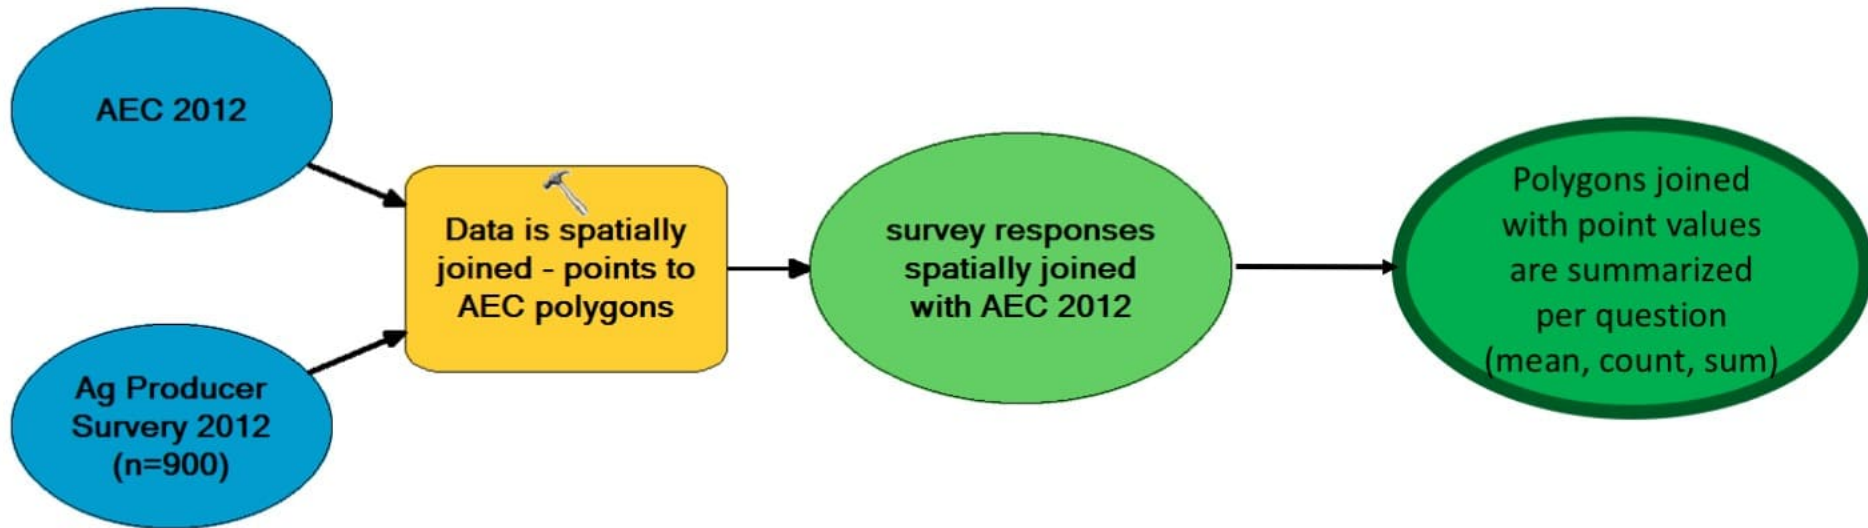 AEC 2012
Ag Producer
Survery 2012
(n=900)
Data is spatially
joined - points to
AEC polygons
survey responses
spatially joined
with AEC 2012
Polygons joined
with point values
are summarized
per question
(mean, count, sum)